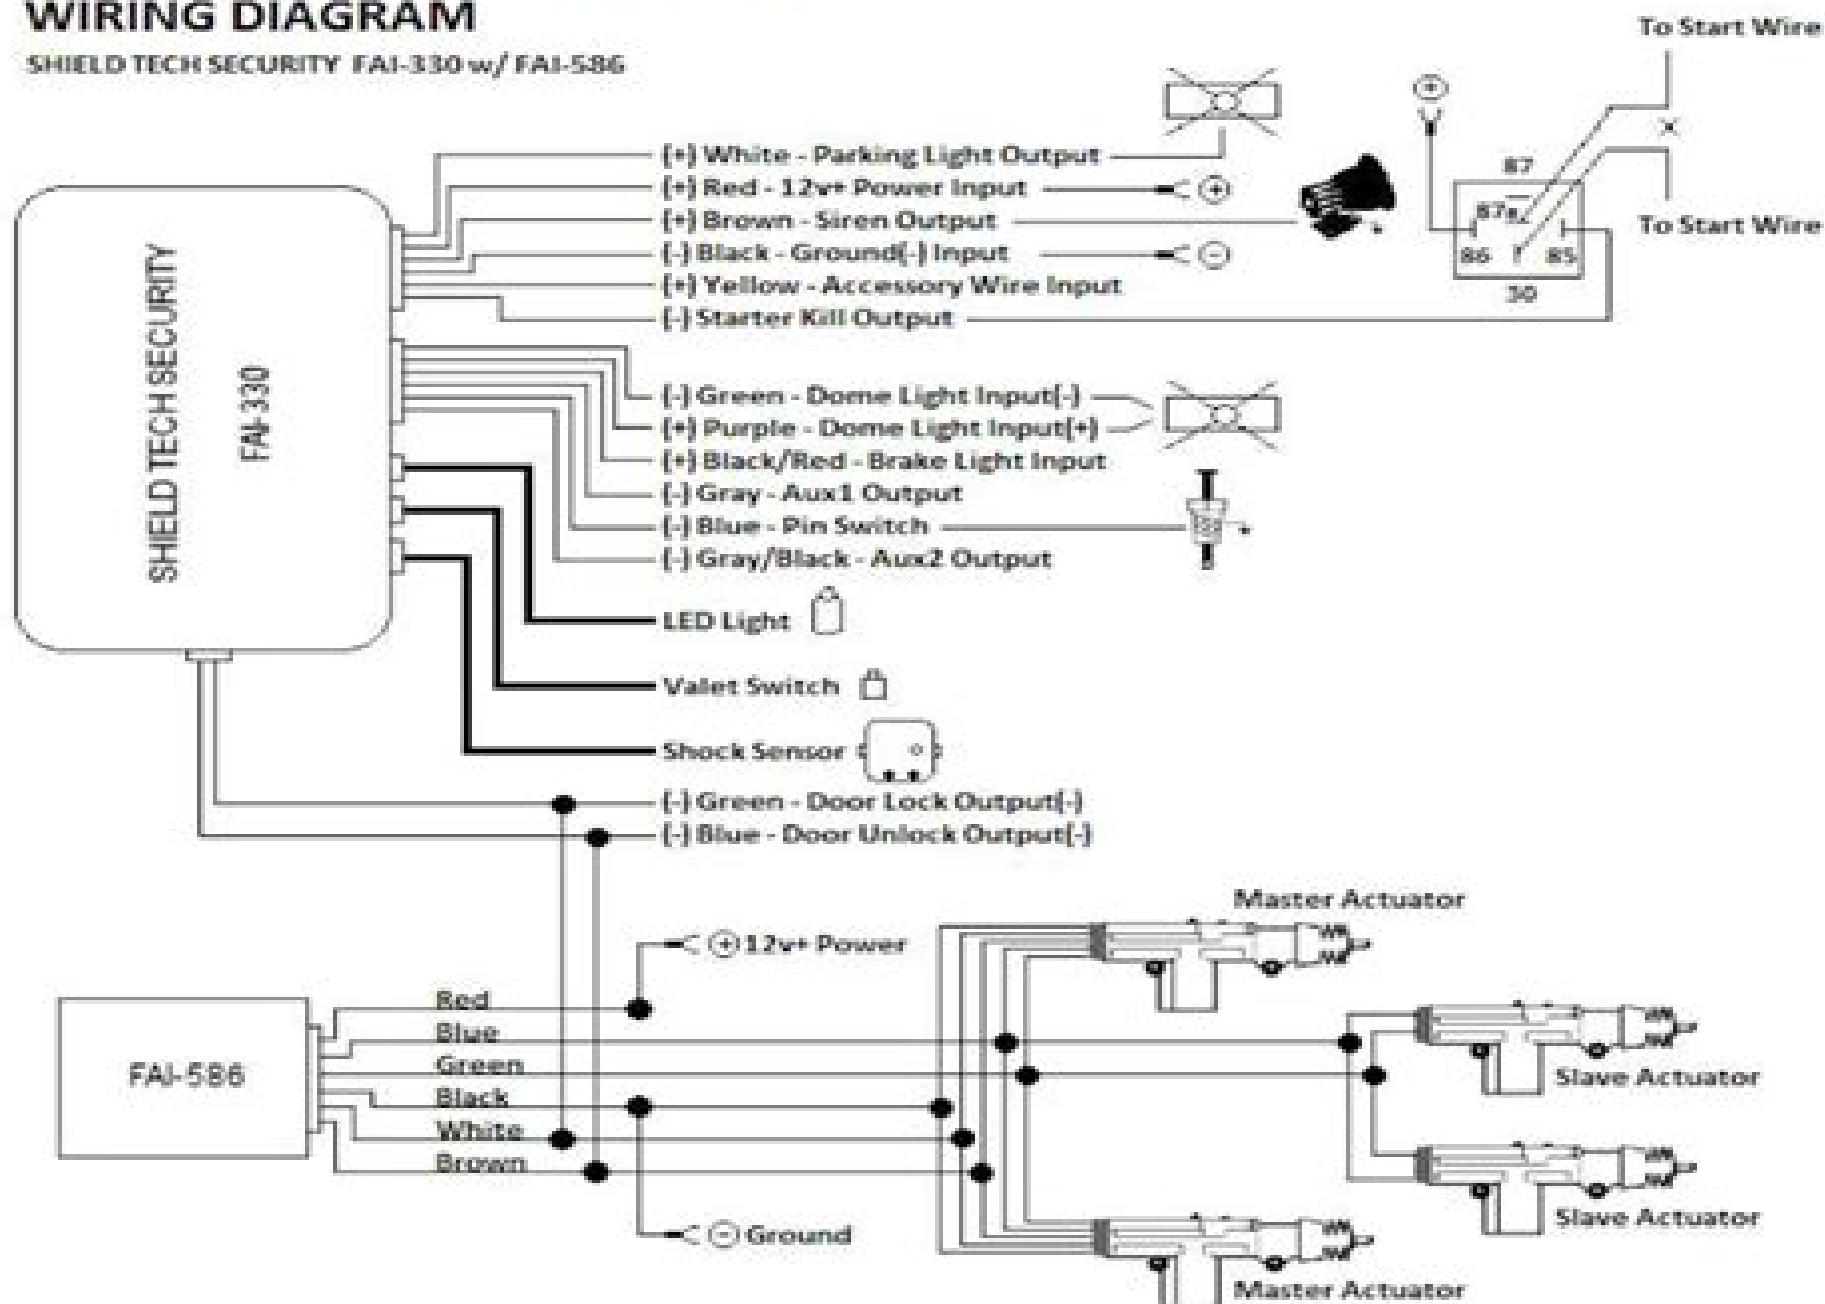 WIRING DIAGRAM
SHIELD TECH SECURITY FAI-330 w/ FAI-586
To Start Wire
(+) White - Parking Light Output
(+) Red - 12v+ Power Input
(+) Brown - Siren Output
(-) Black - Ground(-) Input
(+) Yellow - Accessory Wire Input
(-) Starter Kill Output
87
87a
86
85
30
To Start Wire
SHIELD TECH SECURITY
FAI-330
(-) Green - Dome Light Input(-)
(+) Purple - Dome Light Input(+)
(+) Black/Red - Brake Light Input
(-) Gray - Aux1 Output
(-) Blue - Pin Switch
(-) Gray/Black - Aux2 Output
LED Light
Valet Switch
Shock Sensor
(-) Green - Door Lock Output(-)
(-) Blue - Door Unlock Output(-)
Master Actuator
12v+ Power
Red
Blue
Green
Black
White
Brown
FAI-586
Slave Actuator
Slave Actuator
Ground
Master Actuator